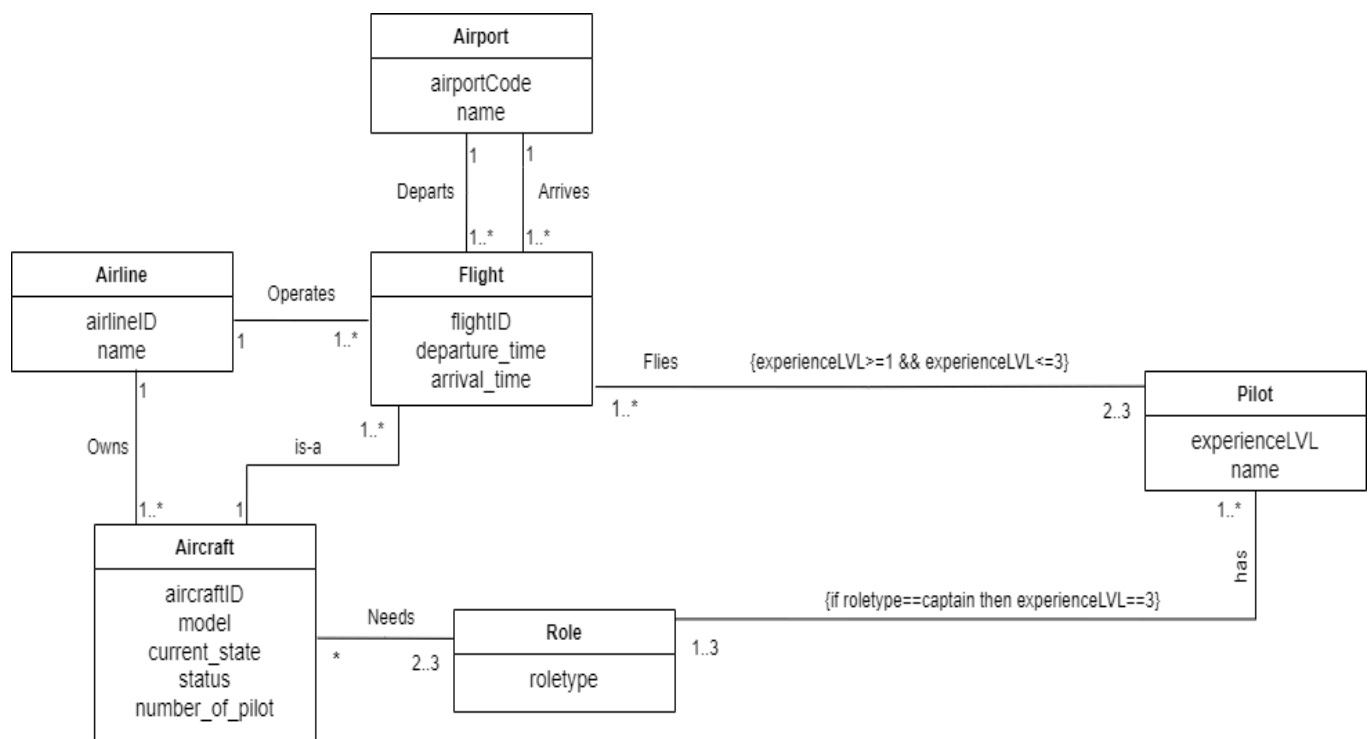 Airport
airportCode
name
1
1
Departs
Arrives
1..*
1..*
Airline
airlineID
name
Operates
1
1..*
Flight
flightID
departure_time
arrival_time
Flies
{experienceLVL>=1 && experienceLVL<=3}
1..*
2..3
Pilot
experienceLVL
name
1
Owns
1..*
1..*
is-a
1
1..*
has
Aircraft
aircraftID
model
current_state
status
number_of_pilot
Needs
*
2..3
Role
roletype
{if roletype==captain then experienceLVL==3}
1..3